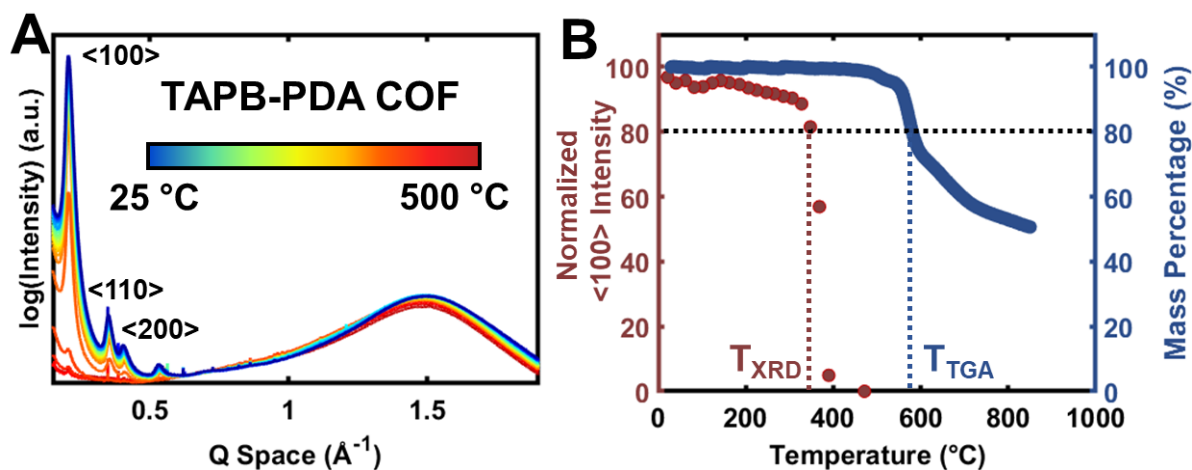 A
<100>
TAPB-PDA COF
25 °C
500 °C
<110>
<200>
log(Intensity) (a.u.)
0.5
1
1.5
Q Space (Å-1)
B
100
80
60
40
20
0
Normalized
<100> Intensity
TXRD
TTGA
100
80
60
40
20
0
Mass Percentage (%)
0
200
400
600
800
1000
Temperature (°C)